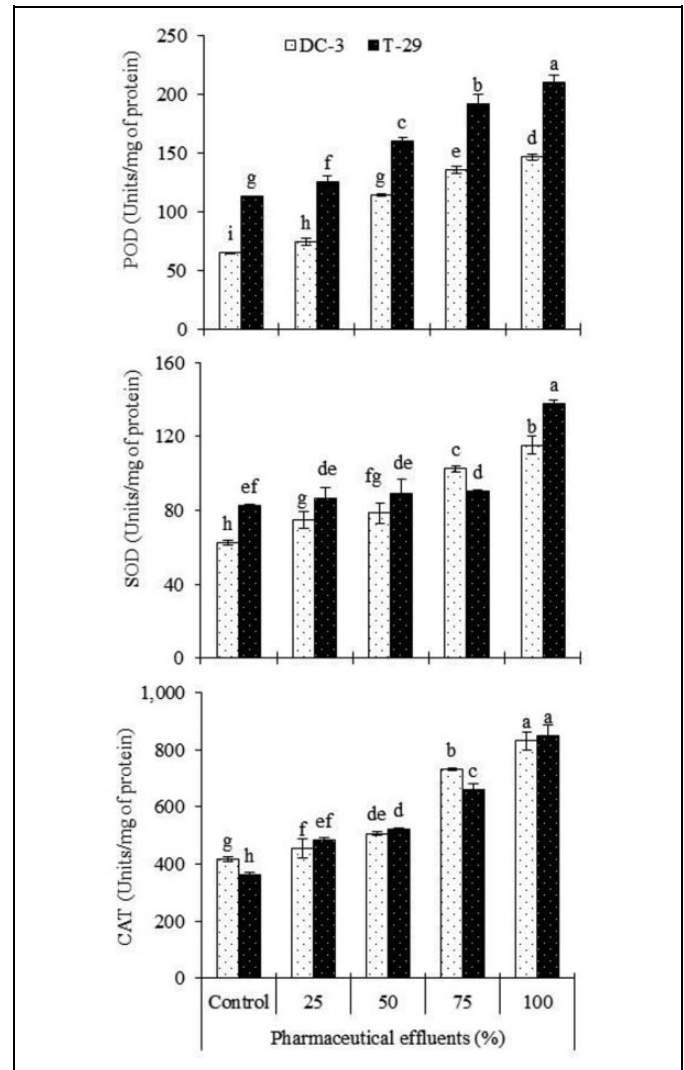 DC-3 T-29
250
200
150
100
50
0
POD (Units/mg of protein)
i g h f g c e b d a
160
120
80
40
0
SOD (Units/mg of protein)
h ef g de fg de c d b a
1,000
800
600
400
200
0
CAT (Units/mg of protein)
g h f ef de d b c a a
Control 25 50 75 100
Pharmaceutical effluents (%)